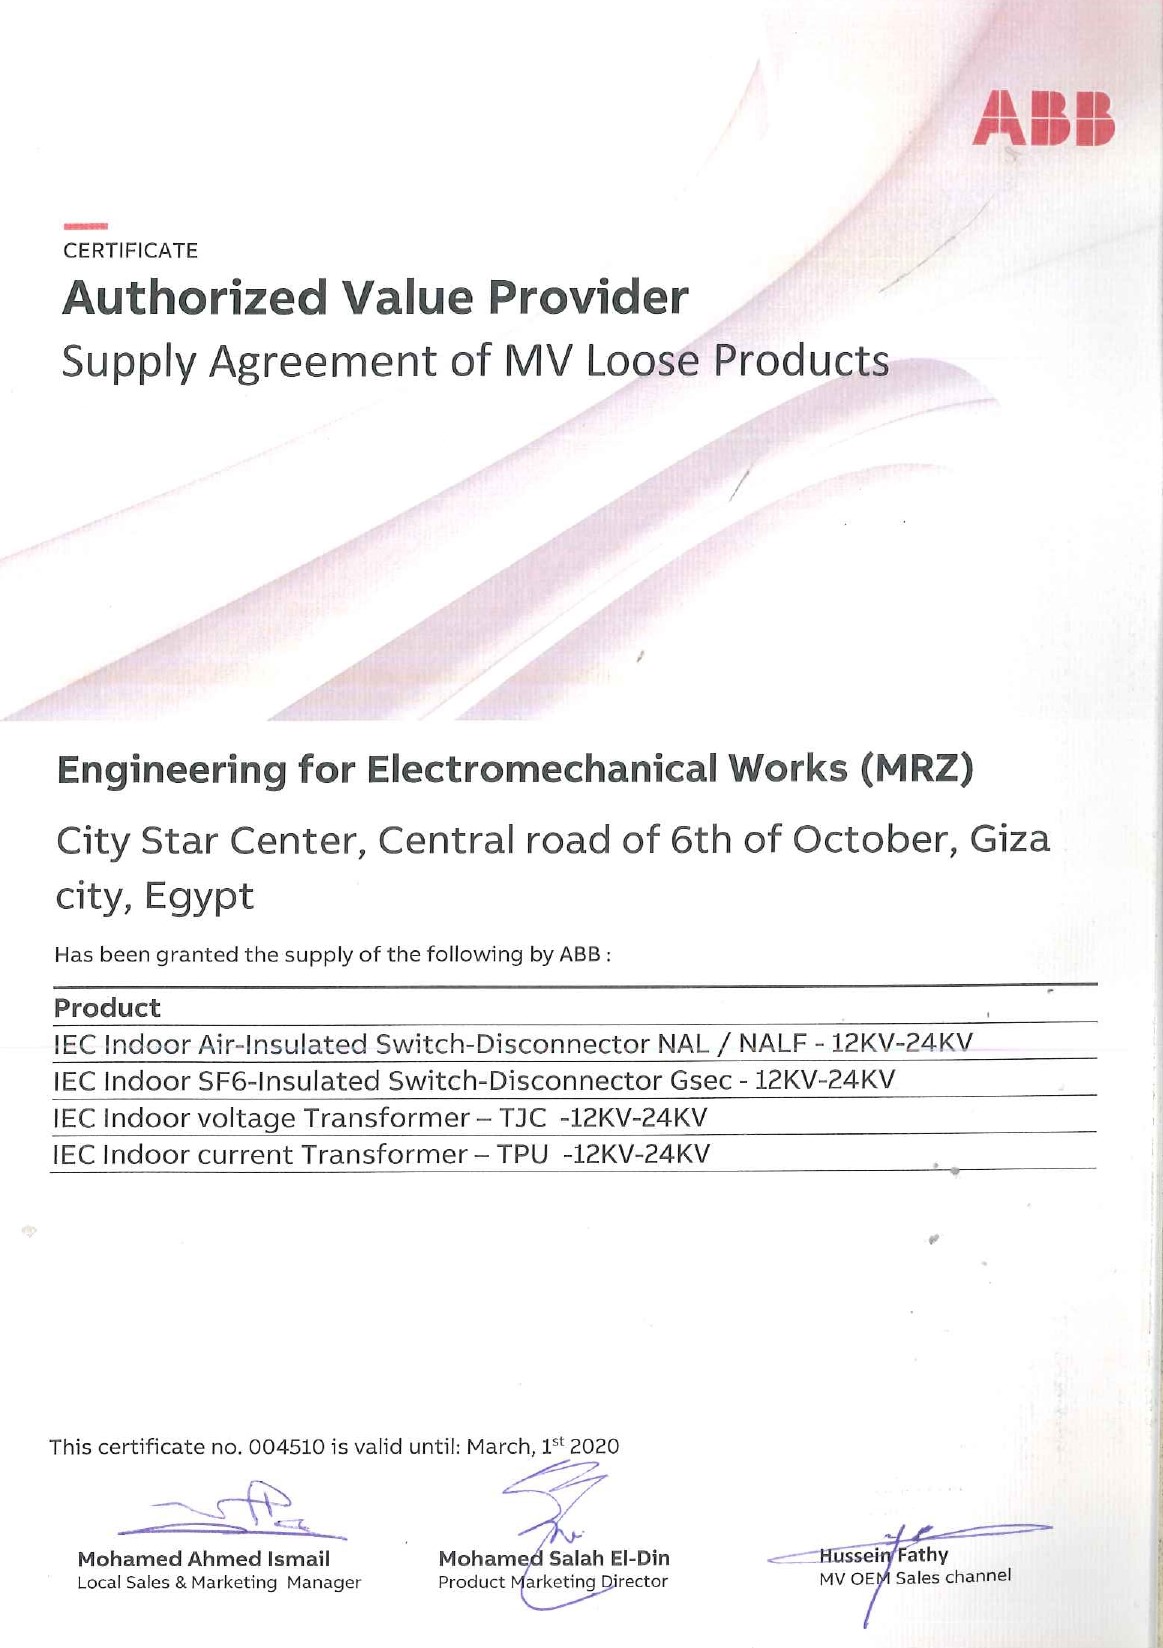 ABB
CERTIFICATE
Authorized Value Provider
Supply Agreement of MV Loose Products
Engineering for Electromechanical Works (MRZ)
City Star Center, Central road of 6th of October, Giza
city, Egypt
Has been granted the supply of the following by ABB :
Product
IEC Indoor Air-Insulated Switch-Disconnector NAL / NALF - 12KV-24KV
IEC Indoor SF6-Insulated Switch-Disconnector Gsec - 12KV-24KV
IEC Indoor voltage Transformer – TJC -12KV-24KV
IEC Indoor current Transformer – TPU -12KV-24KV
This certificate no. 004510 is valid until: March, 1st 2020
Mohamed Ahmed Ismail
Local Sales & Marketing Manager
Mohamed Salah El-Din
Product Marketing Director
Hussein Fathy
MV OEM Sales channel